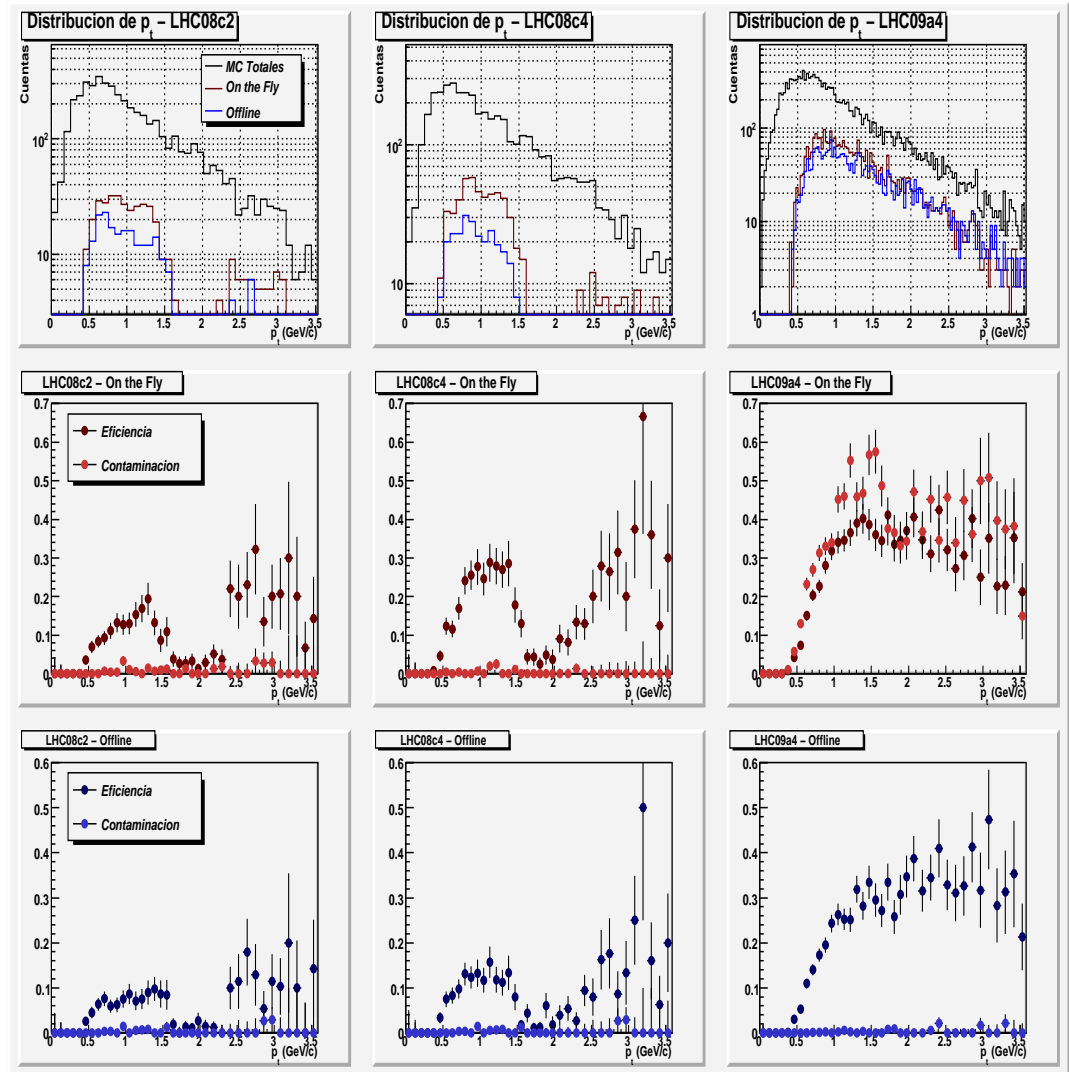 Distribucion de p_t – LHC08c2
Cuentas
MC Totales
On the Fly
Offline
10²
10
0 0.5 1 1.5 2 2.5 3 3.5
p_t (GeV/c)
Distribucion de p_t – LHC08c4
Cuentas
10²
10
0 0.5 1 1.5 2 2.5 3 3.5
p_t (GeV/c)
Distribucion de p_t – LHC09a4
Cuentas
10²
10
1
0 0.5 1 1.5 2 2.5 3 3.5
p_t (GeV/c)
LHC08c2 – On the Fly
Eficiencia
Contaminacion
0.7
0.6
0.5
0.4
0.3
0.2
0.1
0
0 0.5 1 1.5 2 2.5 3 3.5
p_t (GeV/c)
LHC08c4 – On the Fly
0.7
0.6
0.5
0.4
0.3
0.2
0.1
0
0 0.5 1 1.5 2 2.5 3 3.5
p_t (GeV/c)
LHC09a4 – On the Fly
0.7
0.6
0.5
0.4
0.3
0.2
0.1
0
0 0.5 1 1.5 2 2.5 3 3.5
p_t (GeV/c)
LHC08c2 – Offline
Eficiencia
Contaminacion
0.6
0.5
0.4
0.3
0.2
0.1
0
0 0.5 1 1.5 2 2.5 3 3.5
p_t (GeV/c)
LHC08c4 – Offline
0.6
0.5
0.4
0.3
0.2
0.1
0
0 0.5 1 1.5 2 2.5 3 3.5
p_t (GeV/c)
LHC09a4 – Offline
0.6
0.5
0.4
0.3
0.2
0.1
0
0 0.5 1 1.5 2 2.5 3 3.5
p_t (GeV/c)